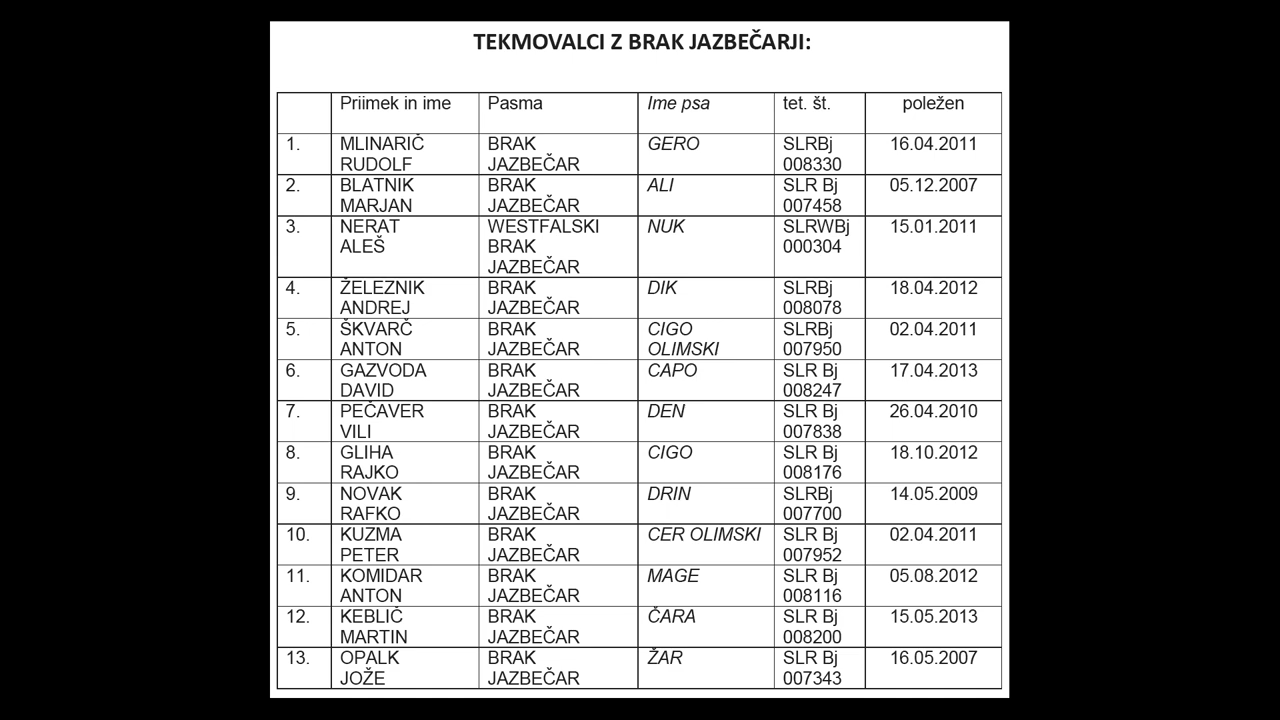 TEKMOVALCI Z BRAK JAZBEČARJI:
Priimek in ime Pasma Ime psa tet. št. poležen
1. MLINARIČ BRAK GERO SLRBj 16.04.2011
RUDOLF JAZBEČAR 008330
2. BLATNIK BRAK ALI SLR Bj 05.12.2007
MARJAN JAZBEČAR 007458
3. NERAT WESTFALSKI NUK SLRWBj 15.01.2011
ALEŠ BRAK 000304
JAZBEČAR
4. ŽELEZNIK BRAK DIK SLRBj 18.04.2012
ANDREJ JAZBEČAR 008078
5. ŠKVARČ BRAK CIGO SLRBj 02.04.2011
ANTON JAZBEČAR OLIMSKI 007950
6. GAZVODA BRAK CAPO SLR Bj 17.04.2013
DAVID JAZBEČAR 008247
7. PEČAVER BRAK DEN SLR Bj 26.04.2010
VILI JAZBEČAR 007838
8. GLIHA BRAK CIGO SLR Bj 18.10.2012
RAJKO JAZBEČAR 008176
9. NOVAK BRAK DRIN SLRBj 14.05.2009
RAFKO JAZBEČAR 007700
10. KUZMA BRAK CER OLIMSKI SLR Bj 02.04.2011
PETER JAZBEČAR 007952
11. KOMIDAR BRAK MAGE SLR Bj 05.08.2012
ANTON JAZBEČAR 008116
12. KEBLIČ BRAK ČARA SLR Bj 15.05.2013
MARTIN JAZBEČAR 008200
13. OPALK BRAK ŽAR SLR Bj 16.05.2007
JOŽE JAZBEČAR 007343